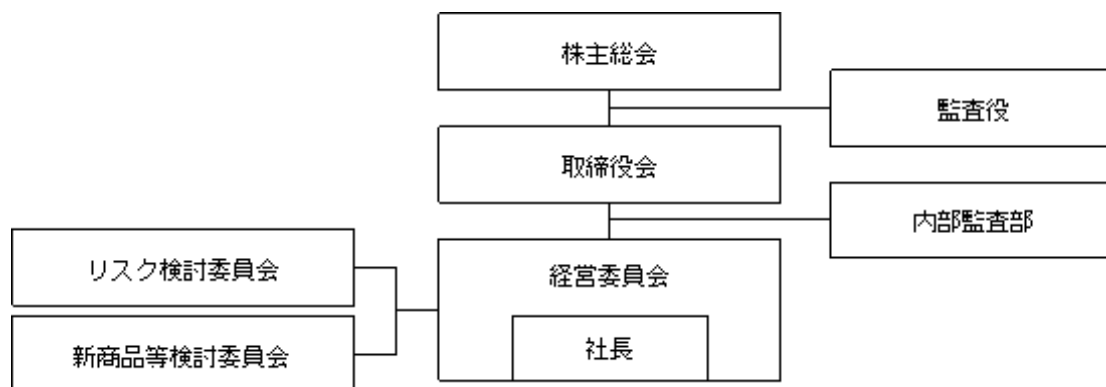 株主総会
監査役
取締役会
内部監査部
リスク検討委員会
経営委員会
新商品等検討委員会
社長